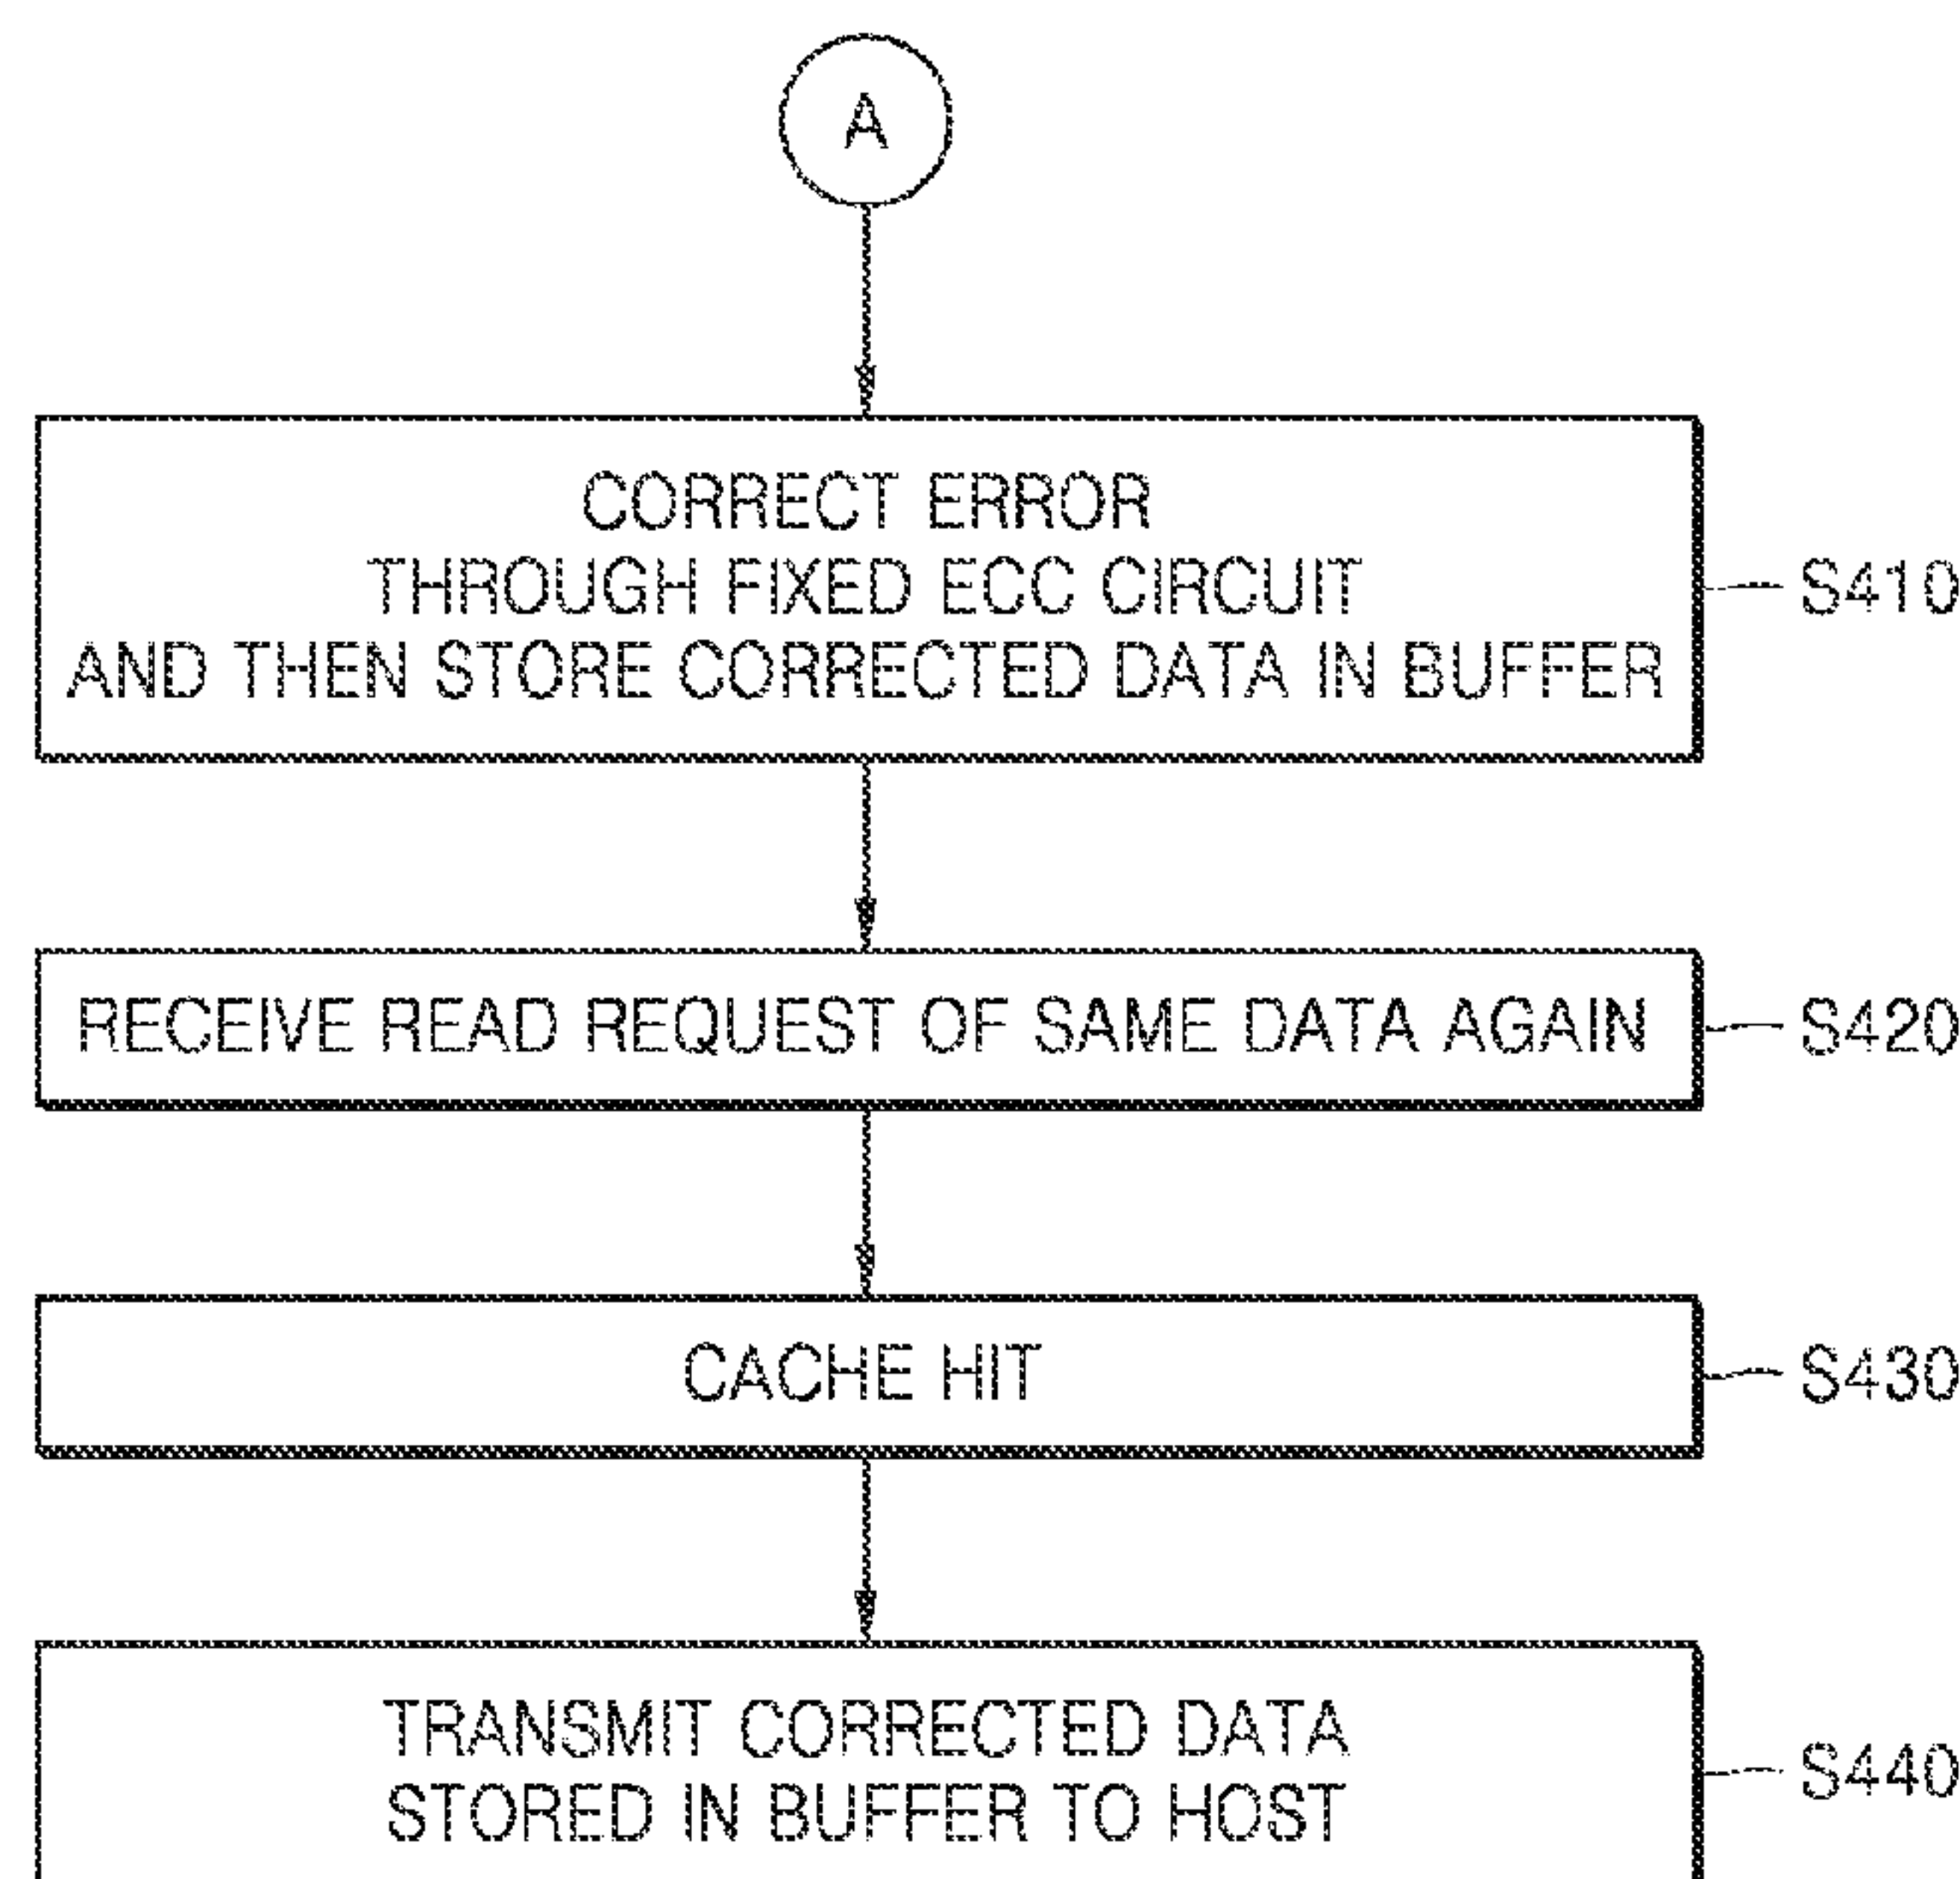 A
CORRECT ERROR
THROUGH FIXED ECC CIRCUIT
AND THEN STORE CORRECTED DATA IN BUFFER
S410
RECEIVE READ REQUEST OF SAME DATA AGAIN
S420
CACHE HIT
S430
TRANSMIT CORRECTED DATA
STORED IN BUFFER TO HOST
S440